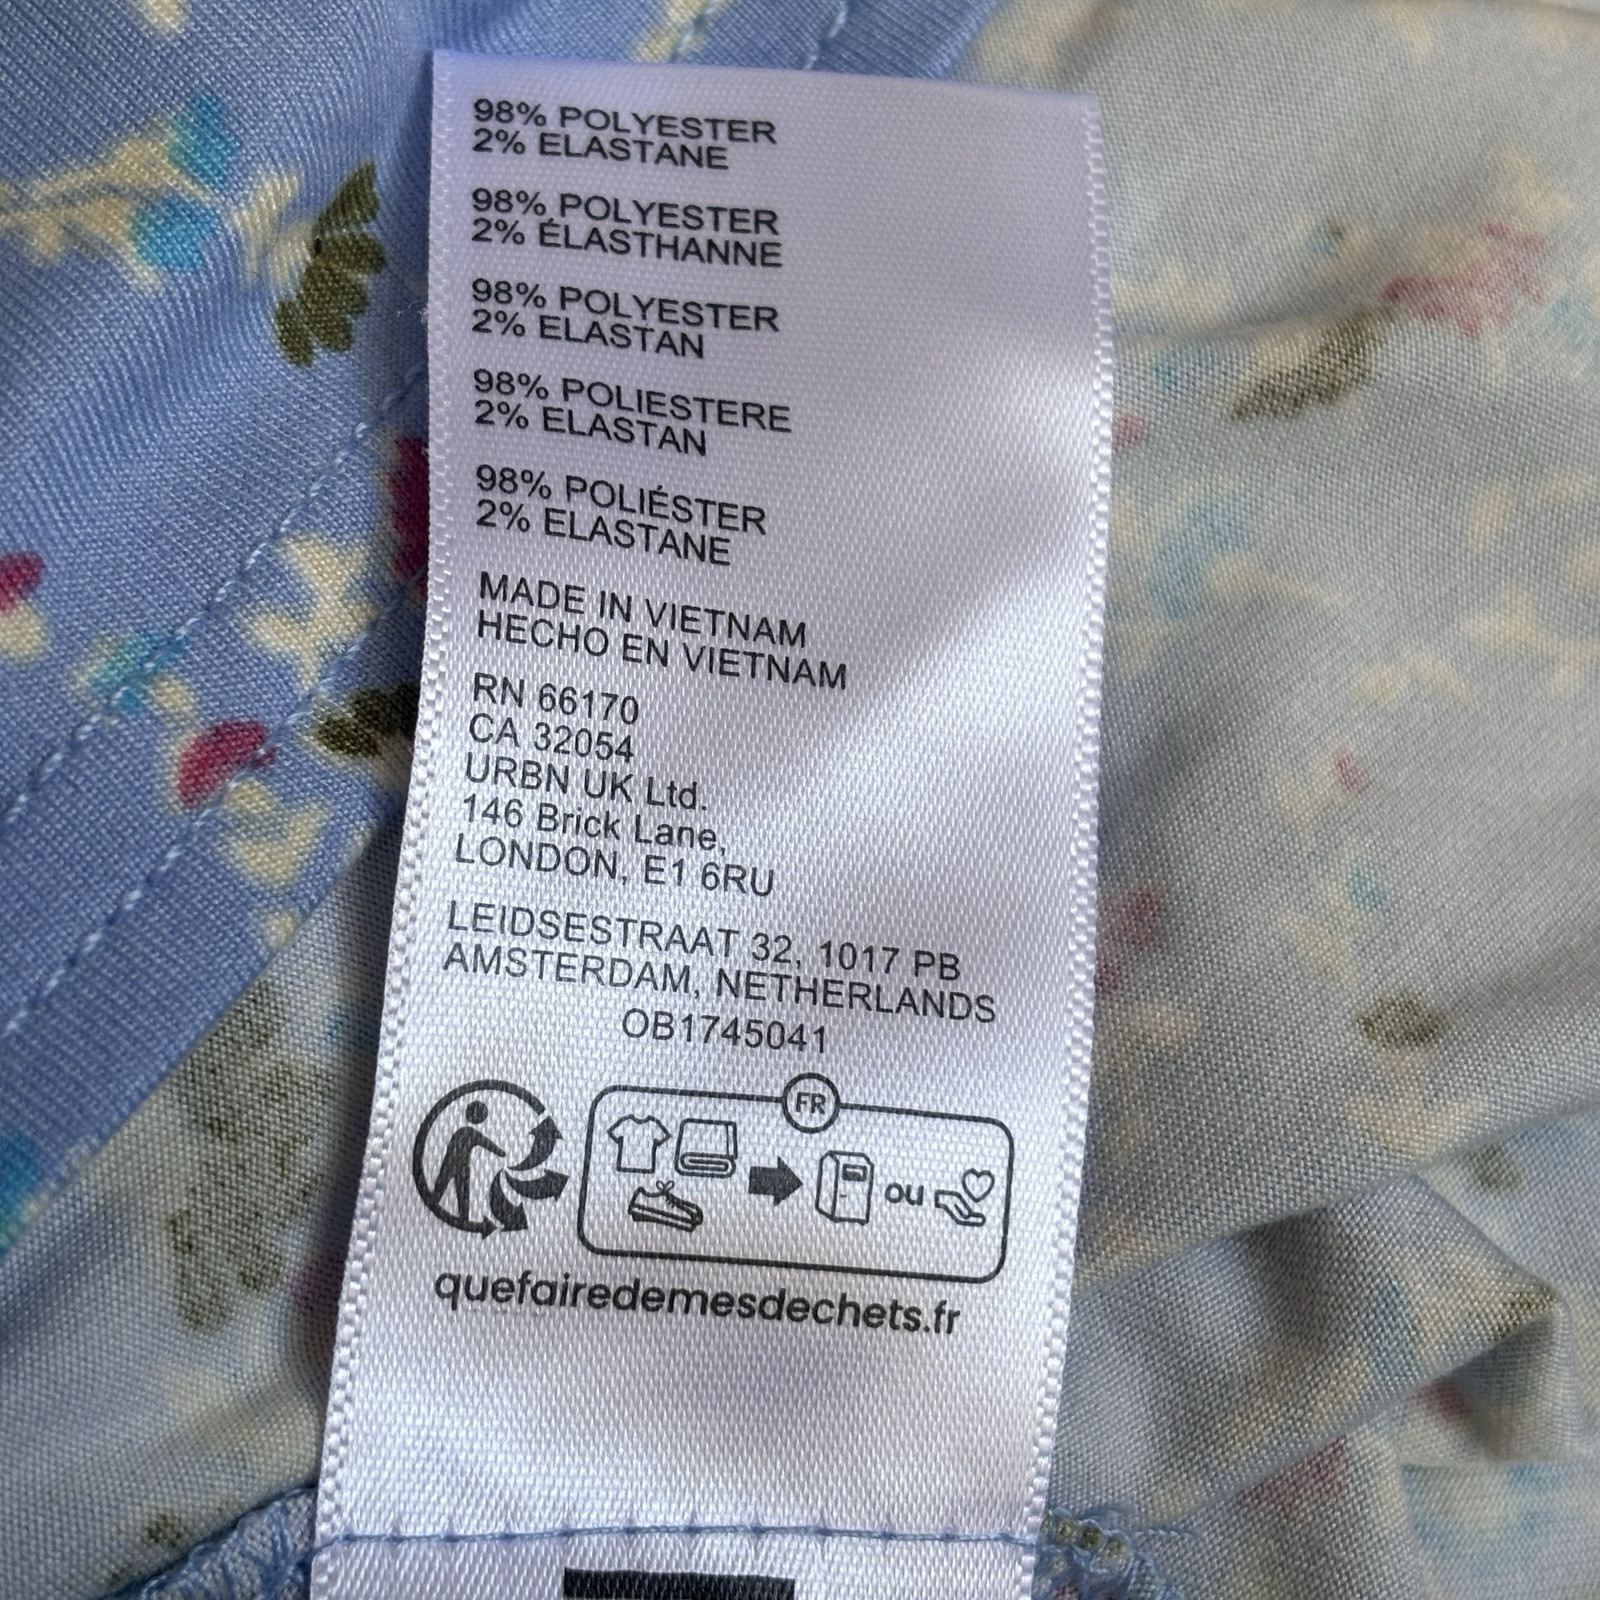 98% POLYESTER
2% ELASTANE
98% POLYESTER
2% ÉLASTHANNE
98% POLYESTER
2% ELASTAN
98% POLIESTERE
2% ELASTAN
98% POLIÉSTER
2% ELASTANE
MADE IN VIETNAM
HECHO EN VIETNAM
RN 66170
CA 32054
URBN UK Ltd.
146 Brick Lane,
LONDON, E1 6RU
LEIDSESTRAAT 32, 1017 PB
AMSTERDAM, NETHERLANDS
OB1745041
FR
ou
quefairedemesdechets.fr